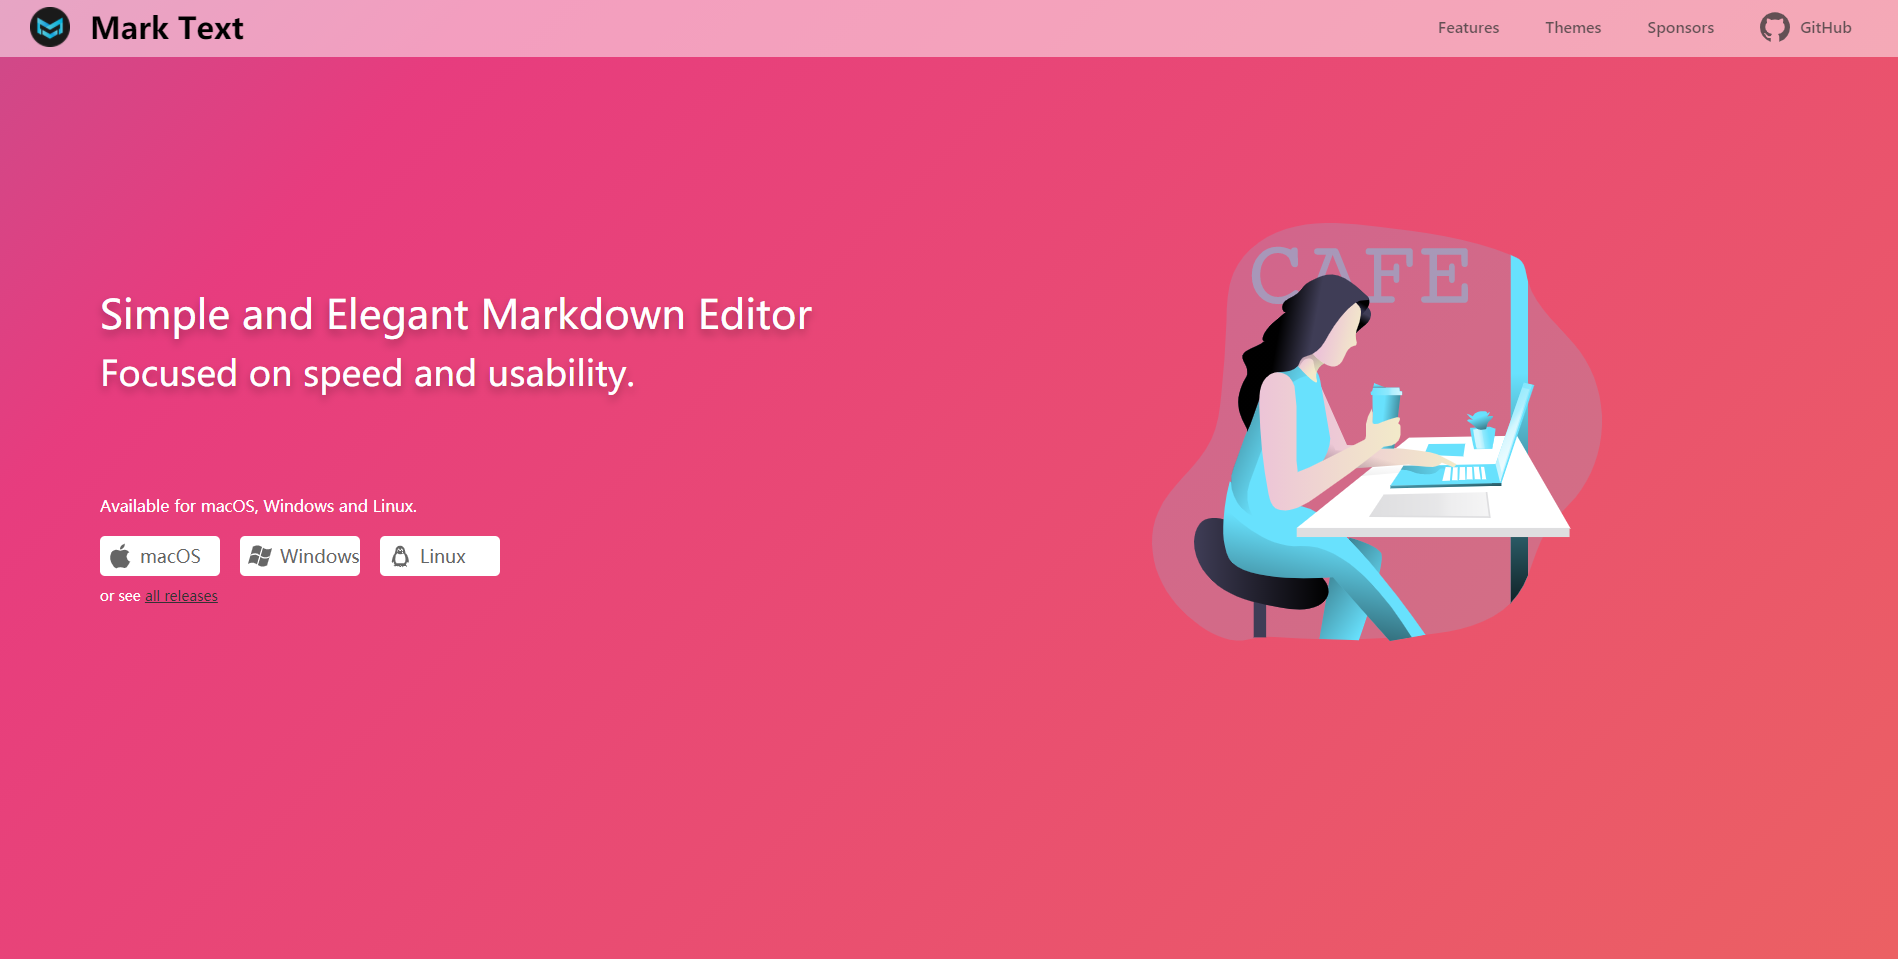 Mark Text
Features
Themes
Sponsors
GitHub
CAFE
Simple and Elegant Markdown Editor
Focused on speed and usability.
Available for macOS, Windows and Linux.
macOS
Windows
Linux
or see all releases